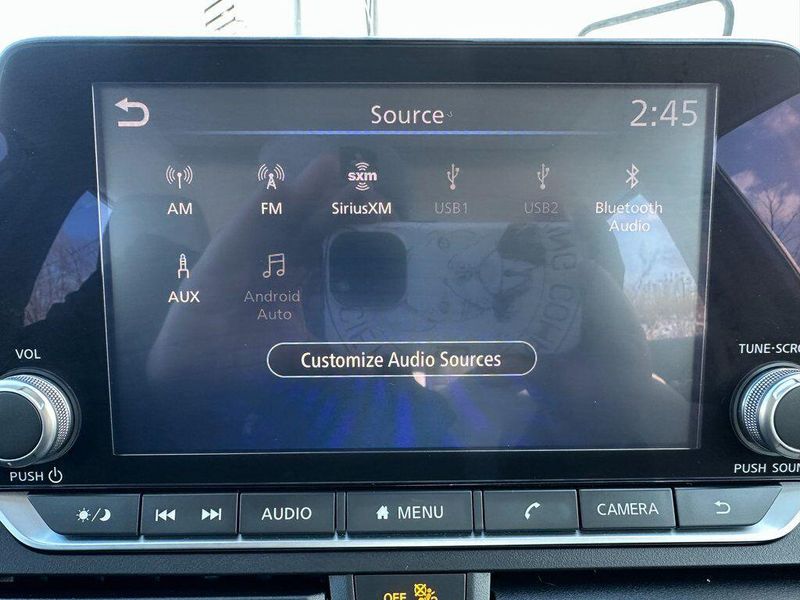 Source
2:45
AM
FM
sxm
SiriusXM
USB1
USB2
Bluetooth
Audio
AUX
Android
Auto
Customize Audio Sources
VOL
PUSH
TUNE·SCRO
PUSH SOUN
AUDIO
MENU
CAMERA
OFF